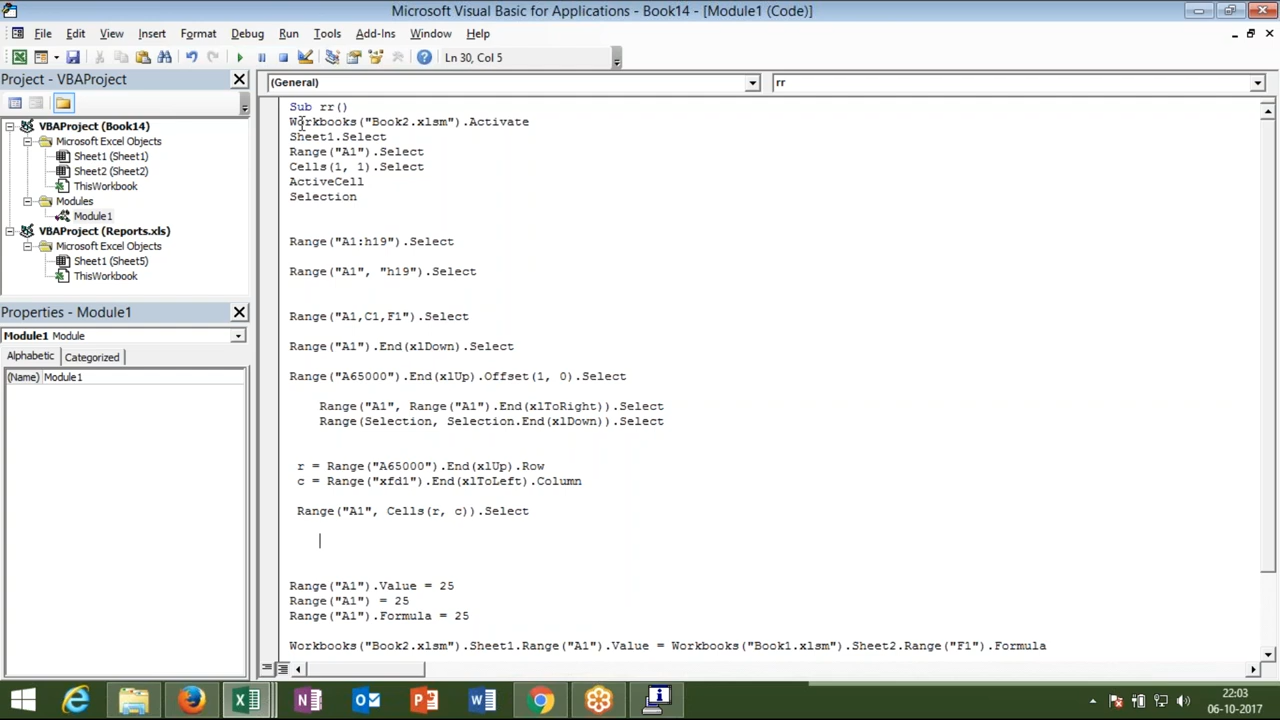 Microsoft Visual Basic for Applications - Book14 - [Module1 (Code)]
File Edit View Insert Format Debug Run Tools Add-Ins Window Help
Ln 30, Col 5
Project - VBAProject
(General)
rr
VBAProject (Book14)
Microsoft Excel Objects
Sheet1 (Sheet1)
Sheet2 (Sheet2)
ThisWorkbook
Modules
Module1
VBAProject (Reports.xls)
Microsoft Excel Objects
Sheet1 (Sheet5)
ThisWorkbook
Properties - Module1
Module1 Module
Alphabetic Categorized
(Name) Module1
Sub rr()
Workbooks("Book2.xlsm").Activate
Sheet1.Select
Range("A1").Select
Cells(1, 1).Select
ActiveCell
Selection
Range("A1:h19").Select
Range("A1", "h19").Select
Range("A1,C1,F1").Select
Range("A1").End(xlDown).Select
Range("A65000").End(xlUp).Offset(1, 0).Select
Range("A1", Range("A1").End(xlToRight)).Select
Range(Selection, Selection.End(xlDown)).Select
r = Range("A65000").End(xlUp).Row
c = Range("xfd1").End(xlToLeft).Column
Range("A1", Cells(r, c)).Select
Range("A1").Value = 25
Range("A1") = 25
Range("A1").Formula = 25
Workbooks("Book2.xlsm").Sheet1.Range("A1").Value = Workbooks("Book1.xlsm").Sheet2.Range("F1").Formula
22:03
06-10-2017